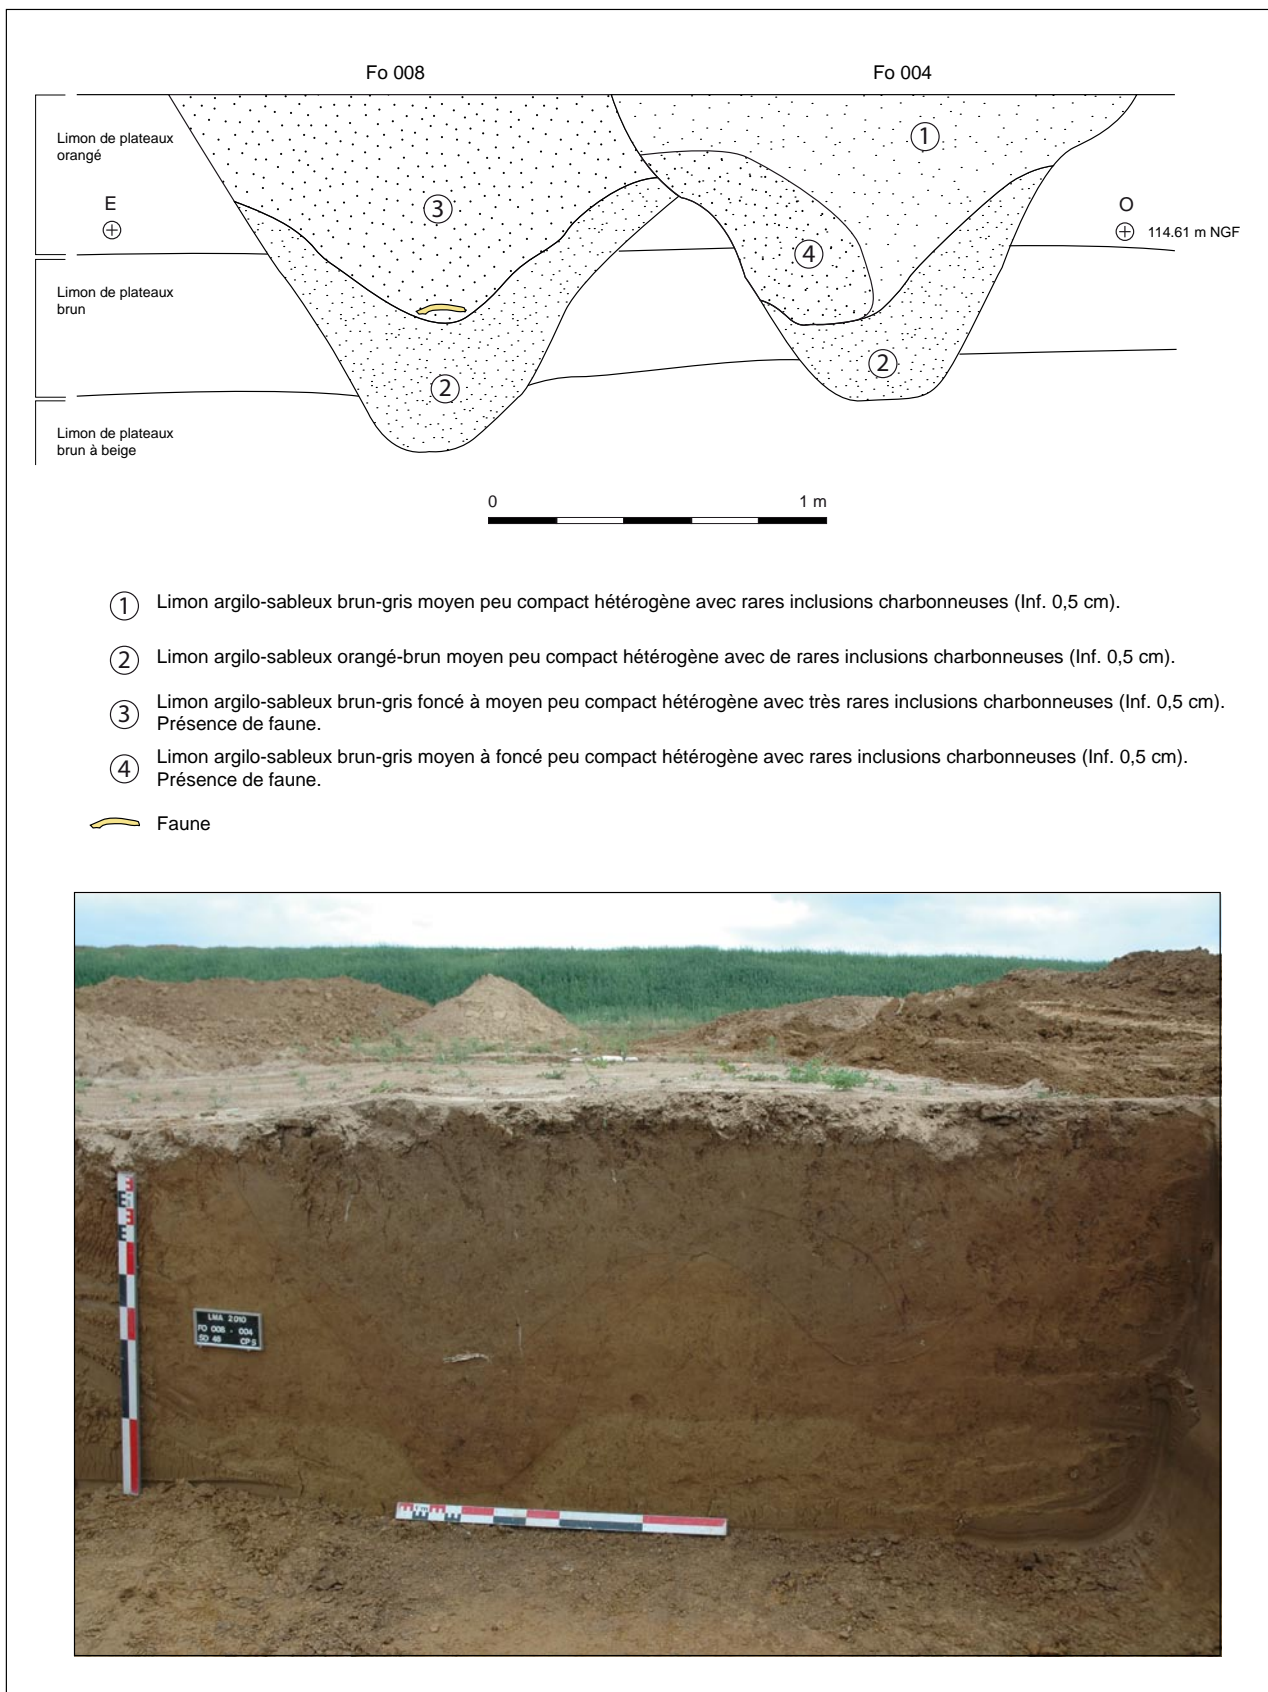 Fo 008
Fo 004
Limon de plateaux
orangé
1
3
E
O
114.61 m NGF
4
Limon de plateaux
brun
2
2
Limon de plateaux
brun à beige
0
1 m
1 Limon argilo-sableux brun-gris moyen peu compact hétérogène avec rares inclusions charbonneuses (Inf. 0,5 cm).
2 Limon argilo-sableux orangé-brun moyen peu compact hétérogène avec de rares inclusions charbonneuses (Inf. 0,5 cm).
3 Limon argilo-sableux brun-gris foncé à moyen peu compact hétérogène avec très rares inclusions charbonneuses (Inf. 0,5 cm).
Présence de faune.
4 Limon argilo-sableux brun-gris moyen à foncé peu compact hétérogène avec rares inclusions charbonneuses (Inf. 0,5 cm).
Présence de faune.
Faune
LMA 2010
FO 008 - 004
SD 46 CP 5